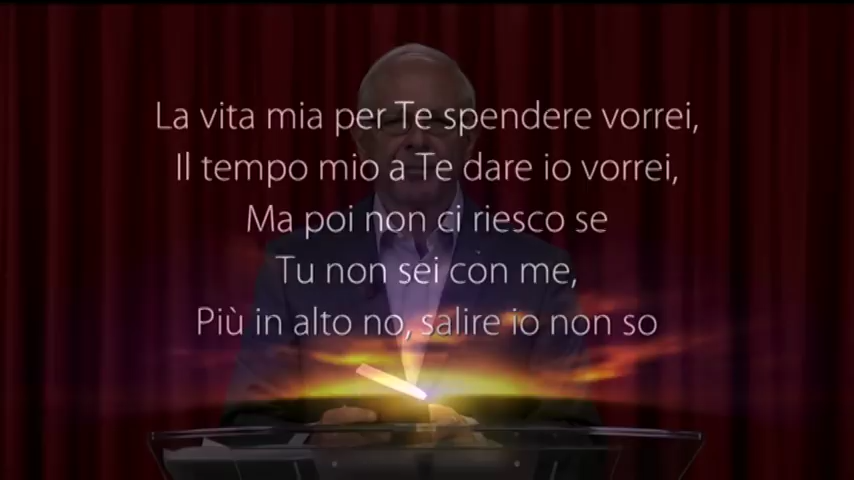 La vita mia per Te spendere vorrei,
Il tempo mio a Te dare io vorrei,
Ma poi non ci riesco se
Tu non sei con me,
Più in alto no, salire io non so